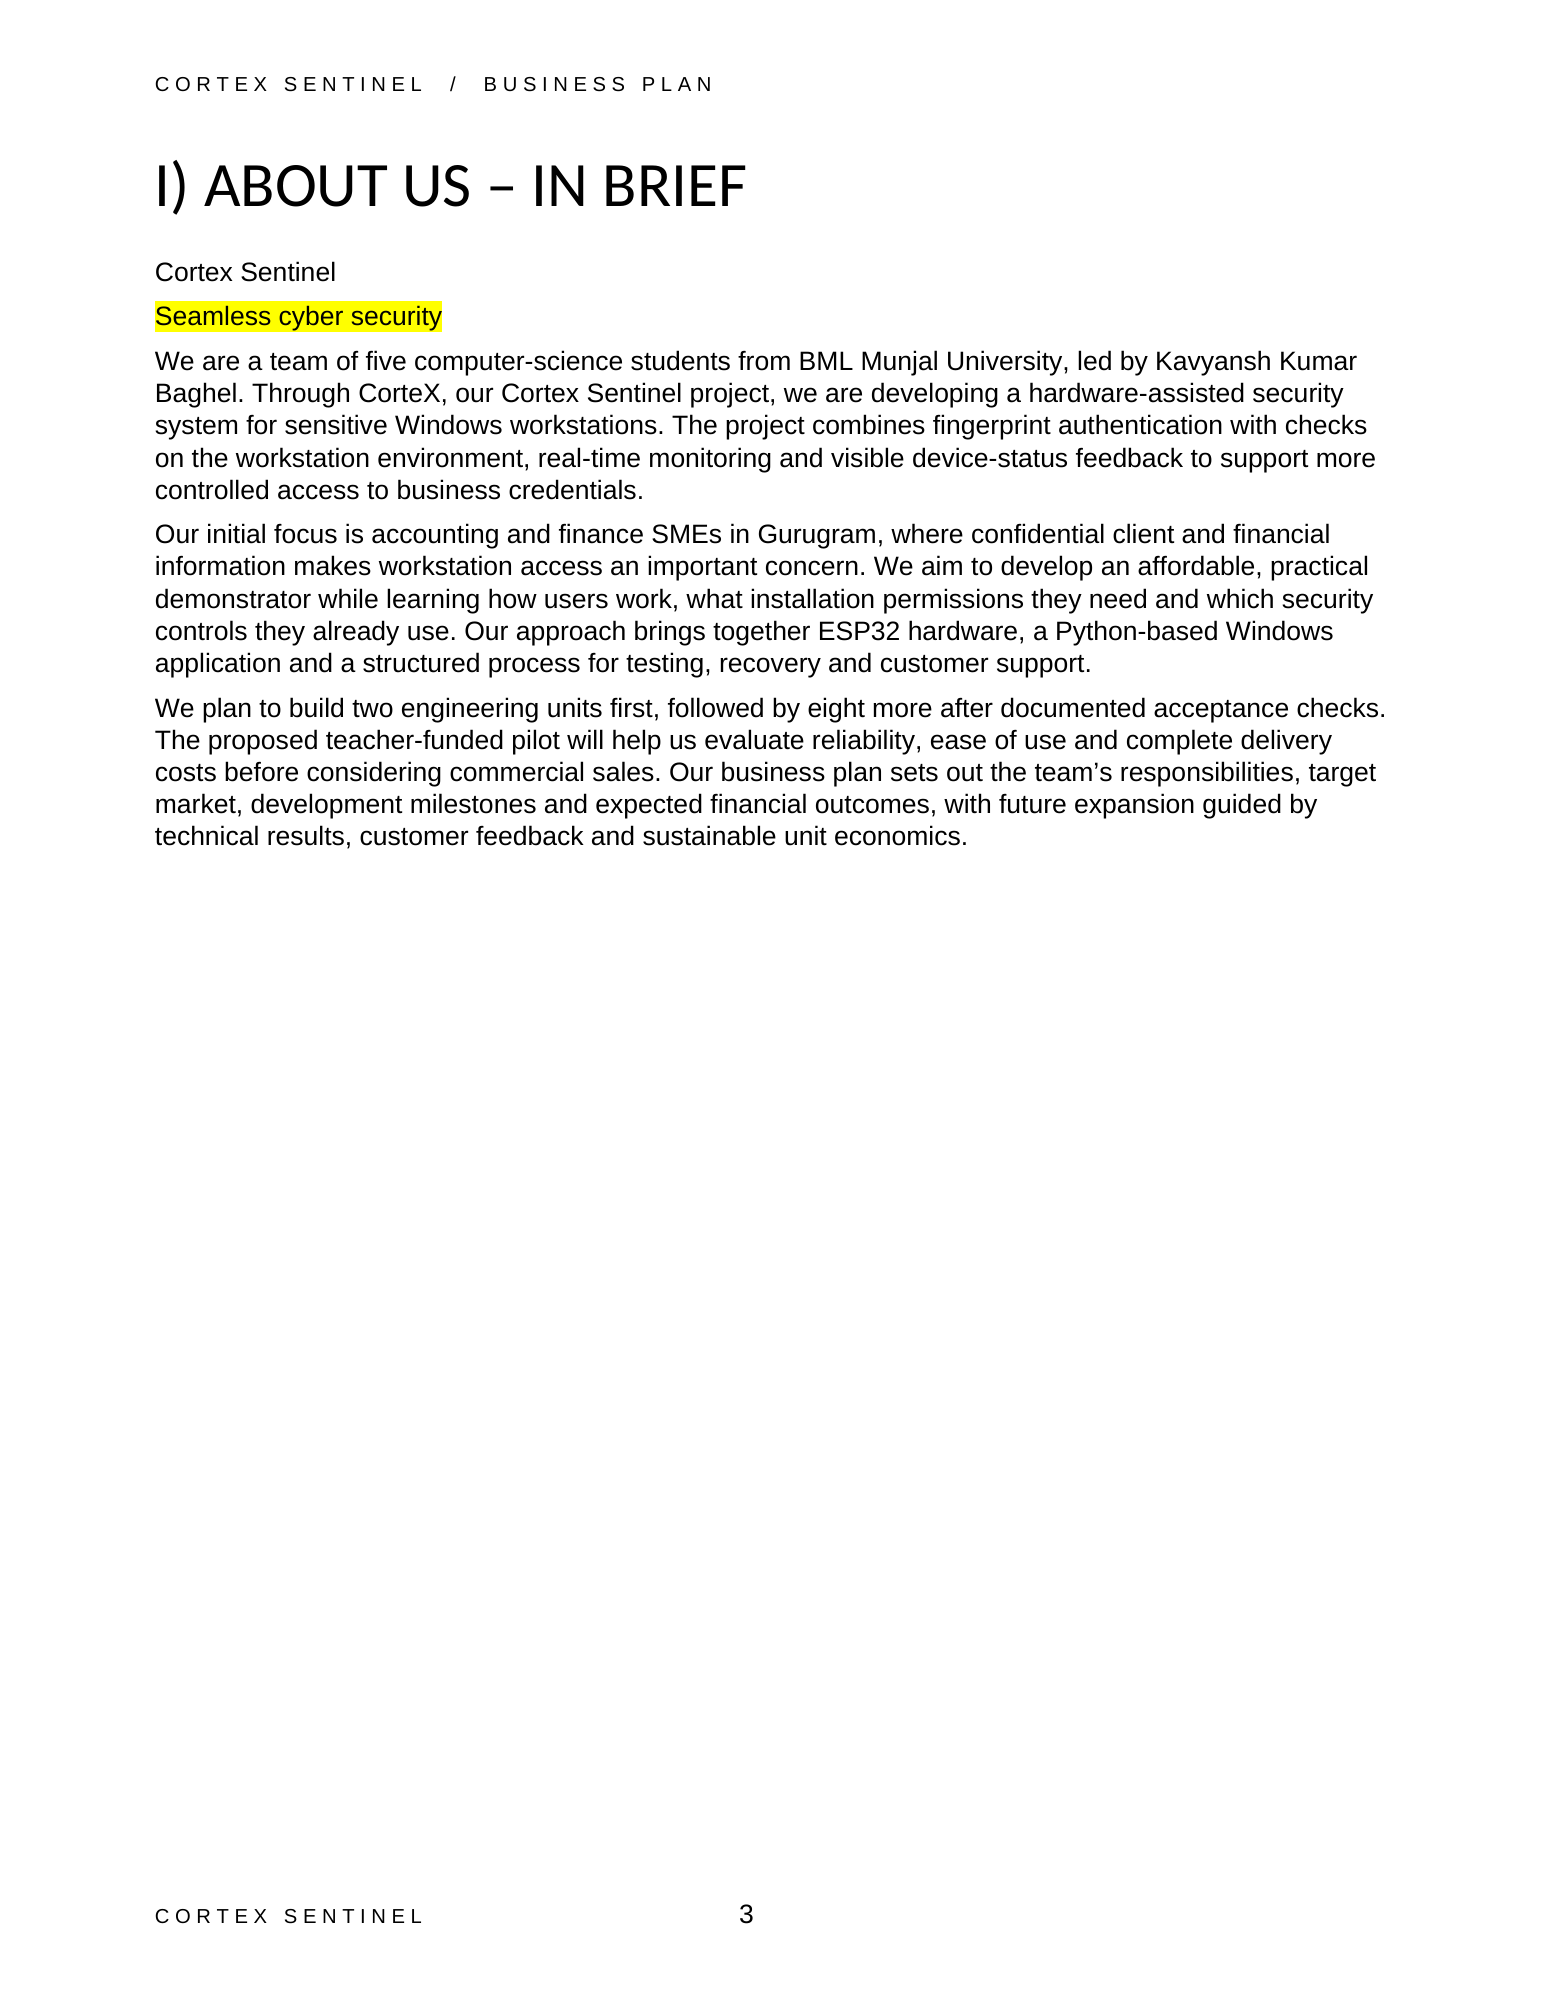 CORTEX SENTINEL / BUSINESS PLAN
I) ABOUT US – IN BRIEF
Cortex Sentinel
Seamless cyber security
We are a team of five computer-science students from BML Munjal University, led by Kavyansh Kumar
Baghel. Through CorteX, our Cortex Sentinel project, we are developing a hardware-assisted security
system for sensitive Windows workstations. The project combines fingerprint authentication with checks
on the workstation environment, real-time monitoring and visible device-status feedback to support more
controlled access to business credentials.
Our initial focus is accounting and finance SMEs in Gurugram, where confidential client and financial
information makes workstation access an important concern. We aim to develop an affordable, practical
demonstrator while learning how users work, what installation permissions they need and which security
controls they already use. Our approach brings together ESP32 hardware, a Python-based Windows
application and a structured process for testing, recovery and customer support.
We plan to build two engineering units first, followed by eight more after documented acceptance checks.
The proposed teacher-funded pilot will help us evaluate reliability, ease of use and complete delivery
costs before considering commercial sales. Our business plan sets out the team’s responsibilities, target
market, development milestones and expected financial outcomes, with future expansion guided by
technical results, customer feedback and sustainable unit economics.
CORTEX SENTINEL 3